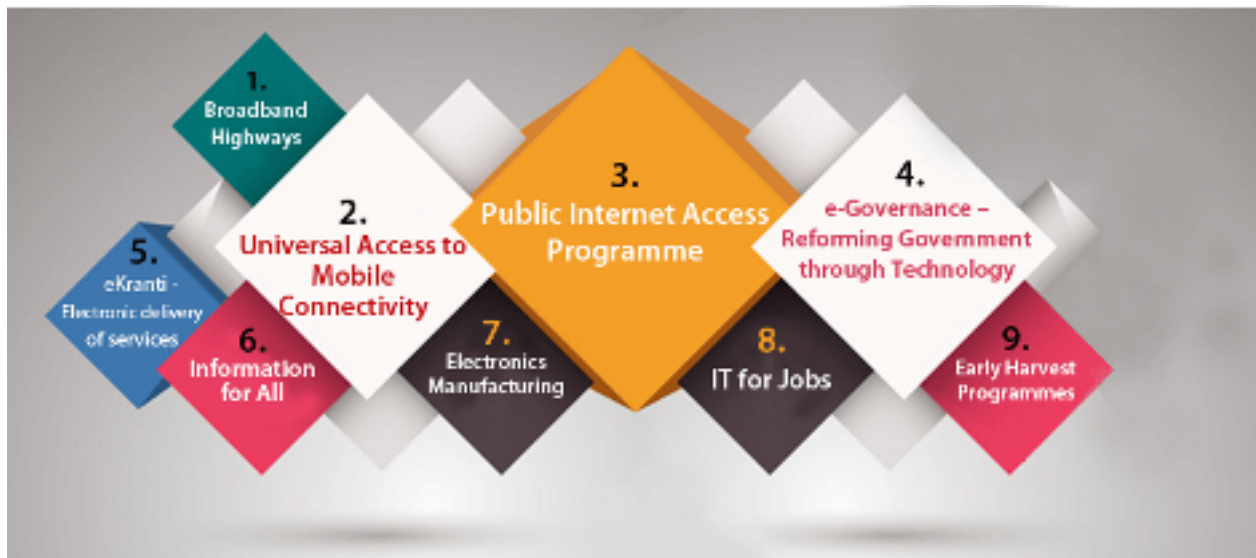 1.
Broadband
Highways
2.
Universal Access to
Mobile
Connectivity
3.
Public Internet Access
Programme
4.
e-Governance –
Reforming Government
through Technology
5.
eKranti -
Electronic delivery
of services
6.
Information
for All
7.
Electronics
Manufacturing
8.
IT for Jobs
9.
Early Harvest
Programmes